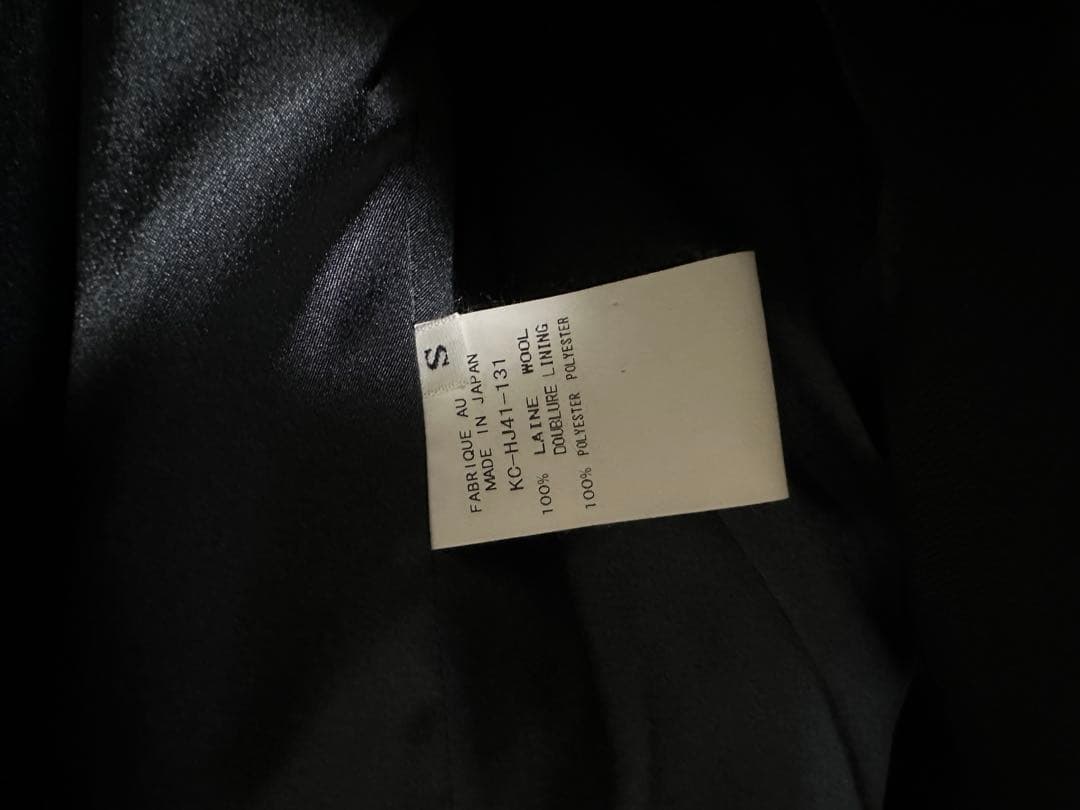 S
FABRIQUE AU
MADE IN JAPAN
KC-HJ41-131
100% LAINE WOOL
DOUBLURE LINING
100% POLYESTER POLYESTER